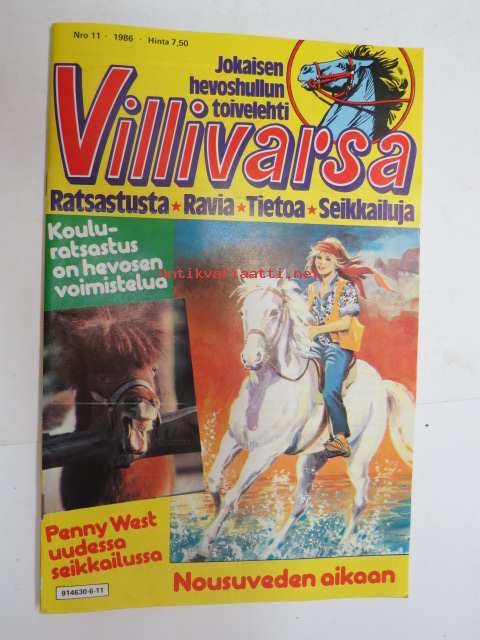 Nro 11 · 1986 · Hinta 7,50
Jokaisen
hevoshullun
toivelehti
Villivarsa
Ratsastusta ★ Ravia ★ Tietoa ★ Seikkailuja
Koulu-
ratsastus
on hevosen
voimistelua
antikvariaatti.net
Penny West
uudessa
seikkailussa
914630-6-11
Nousuveden aikaan